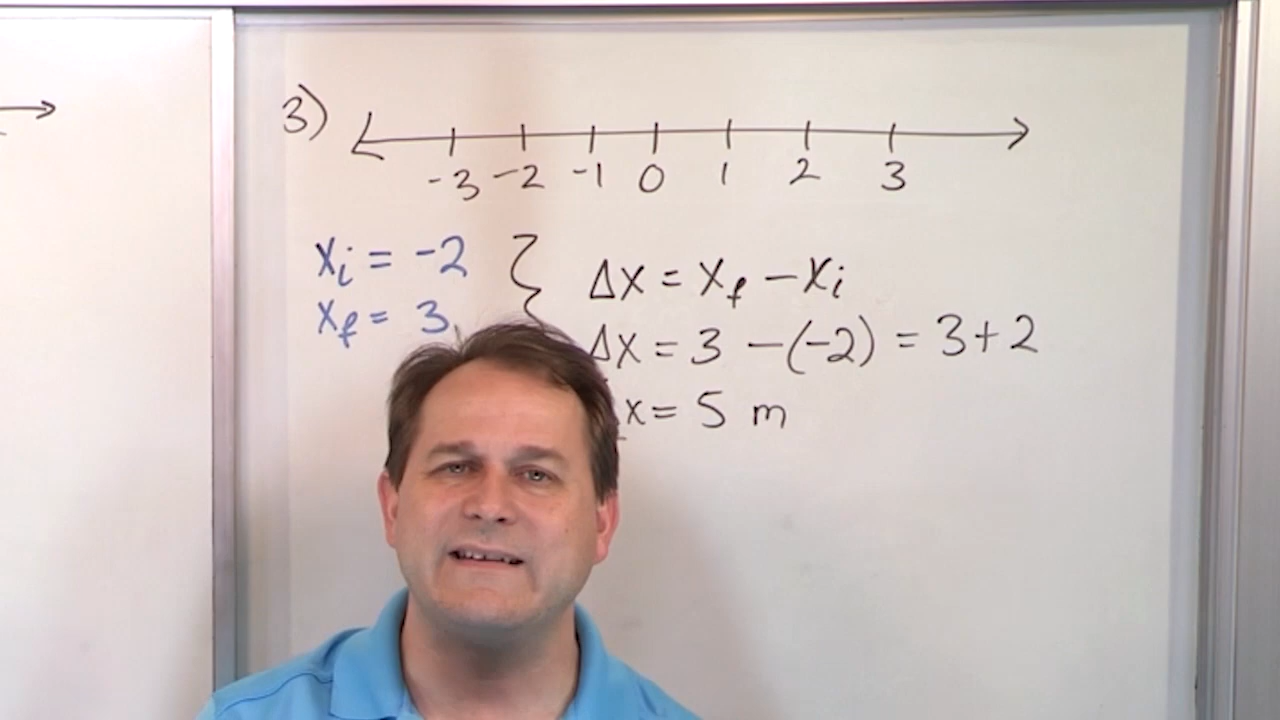 3)
-3 -2 -1 0 1 2 3
xi = -2
xf = 3
Δx = xf - xi
Δx = 3 - (-2) = 3+2
x = 5 m